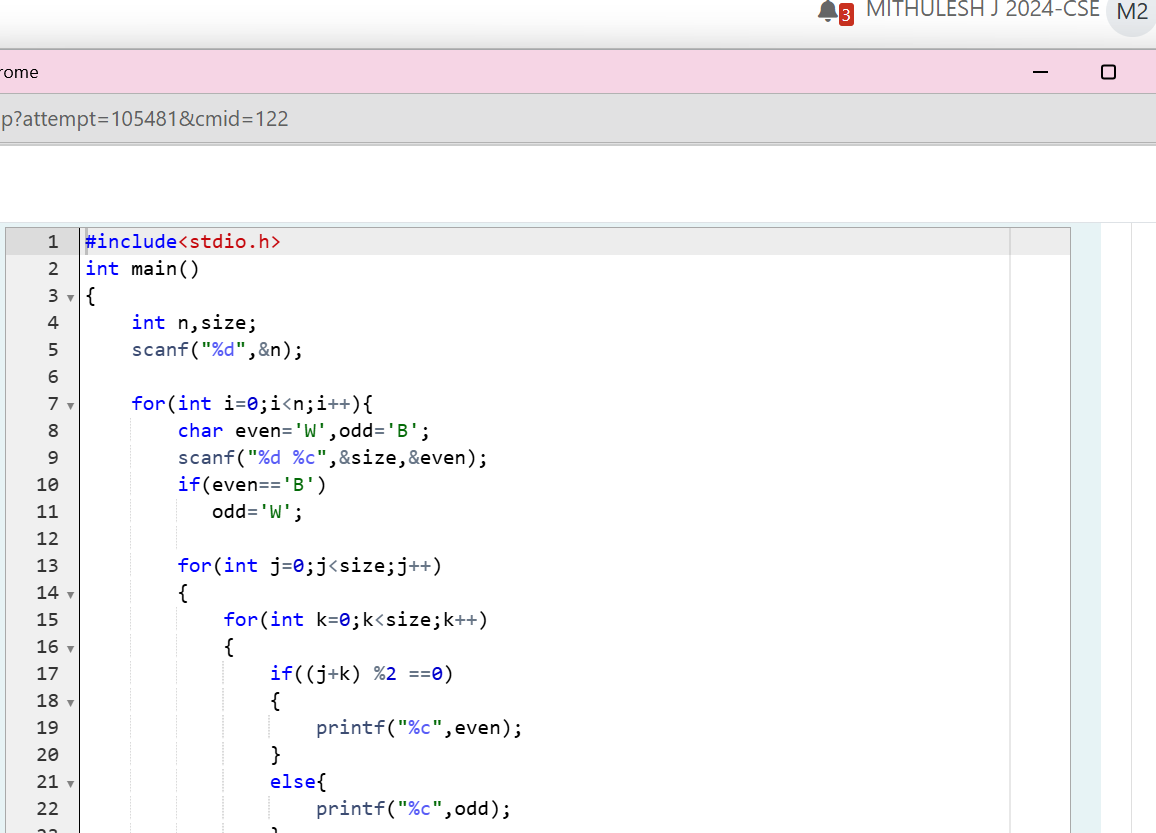 3 MITHULESH J 2024-CSE M2
rome
p?attempt=105481&cmid=122
1 #include<stdio.h>
2 int main()
3 {
4     int n,size;
5     scanf("%d",&n);
6
7     for(int i=0;i<n;i++){
8         char even='W',odd='B';
9         scanf("%d %c",&size,&even);
10         if(even=='B')
11            odd='W';
12
13         for(int j=0;j<size;j++)
14         {
15             for(int k=0;k<size;k++)
16             {
17                 if((j+k) %2 ==0)
18                 {
19                     printf("%c",even);
20                 }
21                 else{
22                     printf("%c",odd);